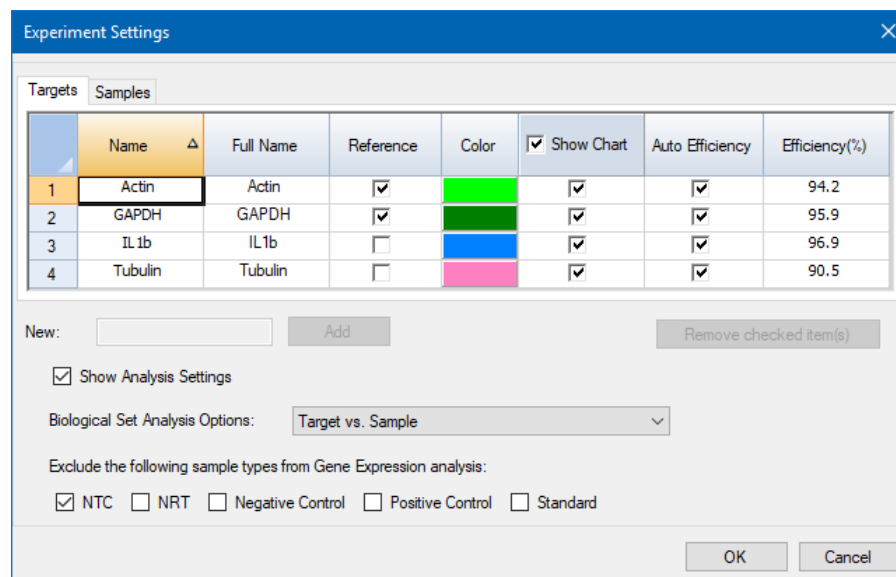 Experiment Settings
Targets Samples
Name Full Name Reference Color Show Chart Auto Efficiency Efficiency(%)
1 Actin Actin 94.2
2 GAPDH GAPDH 95.9
3 IL1b IL1b 96.9
4 Tubulin Tubulin 90.5
New: Add Remove checked item(s)
Show Analysis Settings
Biological Set Analysis Options: Target vs. Sample
Exclude the following sample types from Gene Expression analysis:
NTC NRT Negative Control Positive Control Standard
OK Cancel